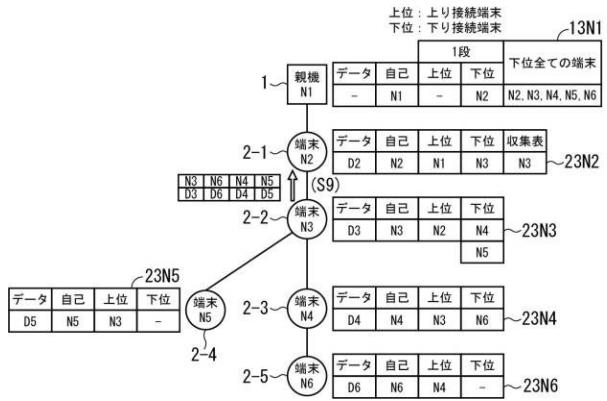 上位：上り接続端末
下位：下り接続端末
13N1
1段
下位全ての端末
データ 自己 上位 下位
- N1 - N2 N2, N3, N4, N5, N6
1
親機
N1
2-1
端末
N2
データ 自己 上位 下位 収集表
D2 N2 N1 N3 N3
23N2
N3 N6 N4 N5
D3 D6 D4 D5
(S9)
2-2
端末
N3
データ 自己 上位 下位
D3 N3 N2 N4
N5
23N3
23N5
データ 自己 上位 下位
D5 N5 N3 -
端末
N5
2-4
2-3
端末
N4
データ 自己 上位 下位
D4 N4 N3 N6
23N4
2-5
端末
N6
データ 自己 上位 下位
D6 N6 N4 -
23N6